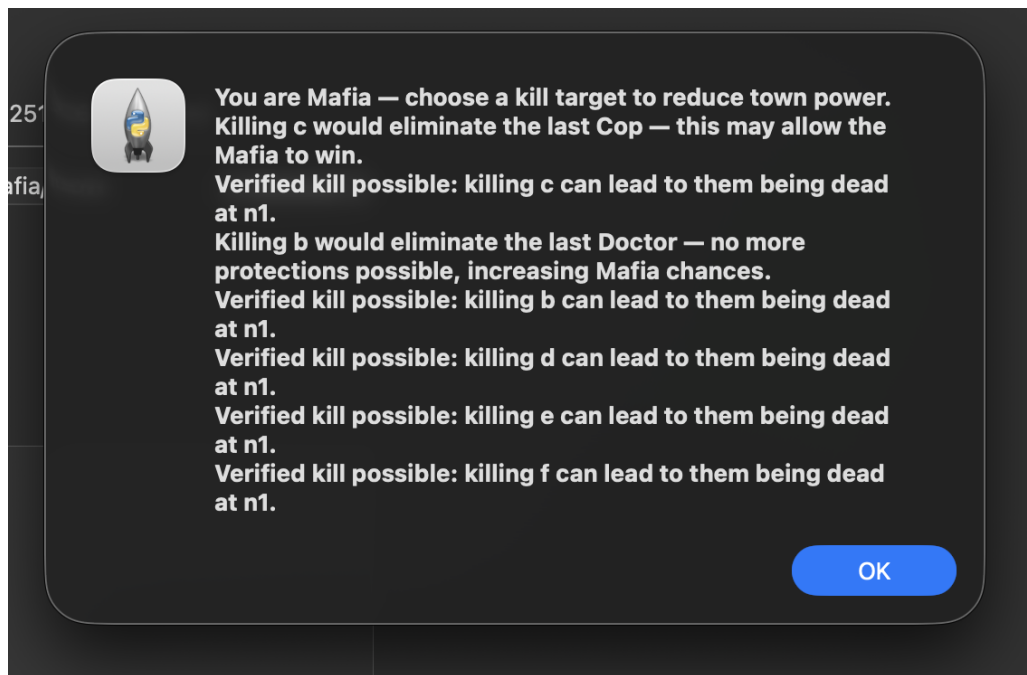 251
afia/
You are Mafia — choose a kill target to reduce town power.
Killing c would eliminate the last Cop — this may allow the
Mafia to win.
Verified kill possible: killing c can lead to them being dead
at n1.
Killing b would eliminate the last Doctor — no more
protections possible, increasing Mafia chances.
Verified kill possible: killing b can lead to them being dead
at n1.
Verified kill possible: killing d can lead to them being dead
at n1.
Verified kill possible: killing e can lead to them being dead
at n1.
Verified kill possible: killing f can lead to them being dead
at n1.
OK